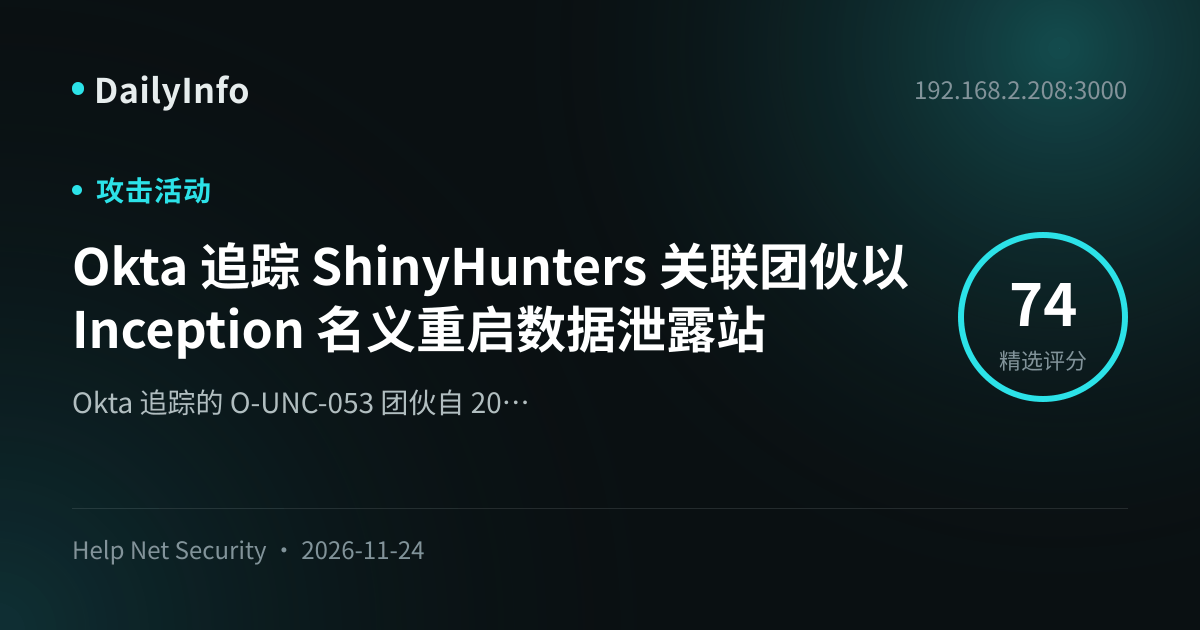 DailyInfo
192.168.2.208:3000
攻击活动
Okta 追踪 ShinyHunters 关联团伙以
Inception 名义重启数据泄露站
74
精选评分
Okta 追踪的 O-UNC-053 团伙自 20…
Help Net Security · 2026-11-24